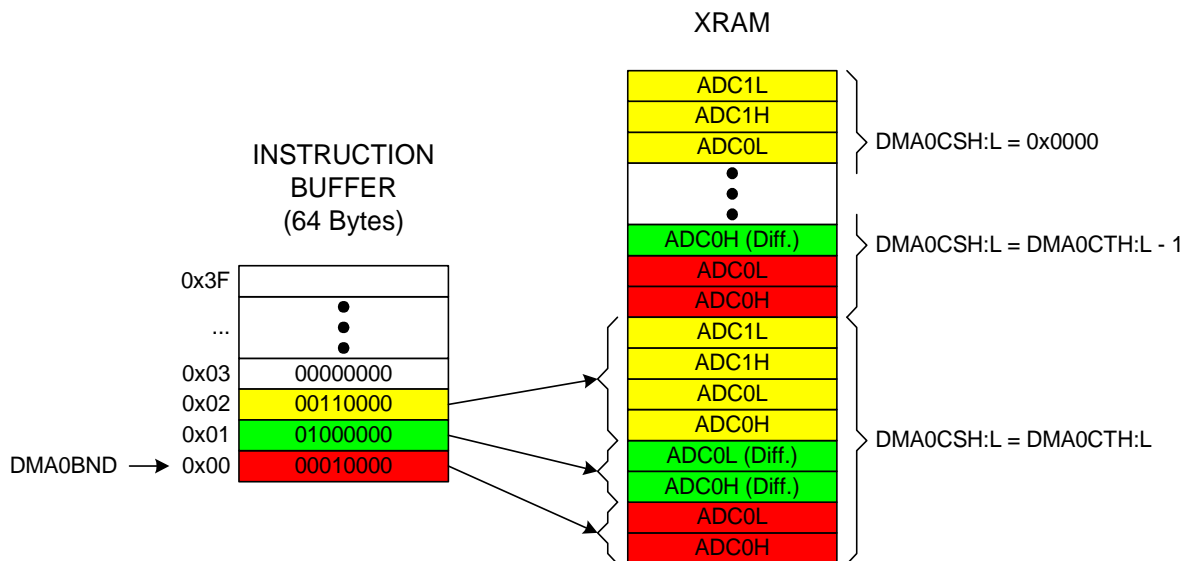 XRAM
INSTRUCTION
BUFFER
(64 Bytes)
0x3F
...
0x03 00000000
0x02 00110000
0x01 01000000
DMA0BND 0x00 00010000
ADC1L
ADC1H
ADC0L
ADC0H (Diff.)
ADC0L
ADC0H
ADC1L
ADC1H
ADC0L
ADC0H
ADC0L (Diff.)
ADC0H (Diff.)
ADC0L
ADC0H
DMA0CSH:L = 0x0000
DMA0CSH:L = DMA0CTH:L - 1
DMA0CSH:L = DMA0CTH:L